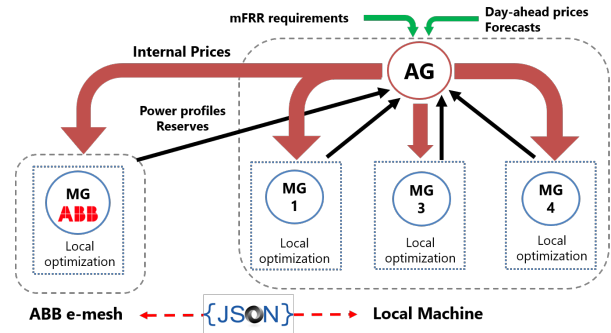 mFRR requirements
Day-ahead prices
Forecasts
Internal Prices
AG
Power profiles
Reserves
MG
ABB
Local
optimization
MG
1
Local
optimization
MG
3
Local
optimization
MG
4
Local
optimization
ABB e-mesh
{JSON}
Local Machine